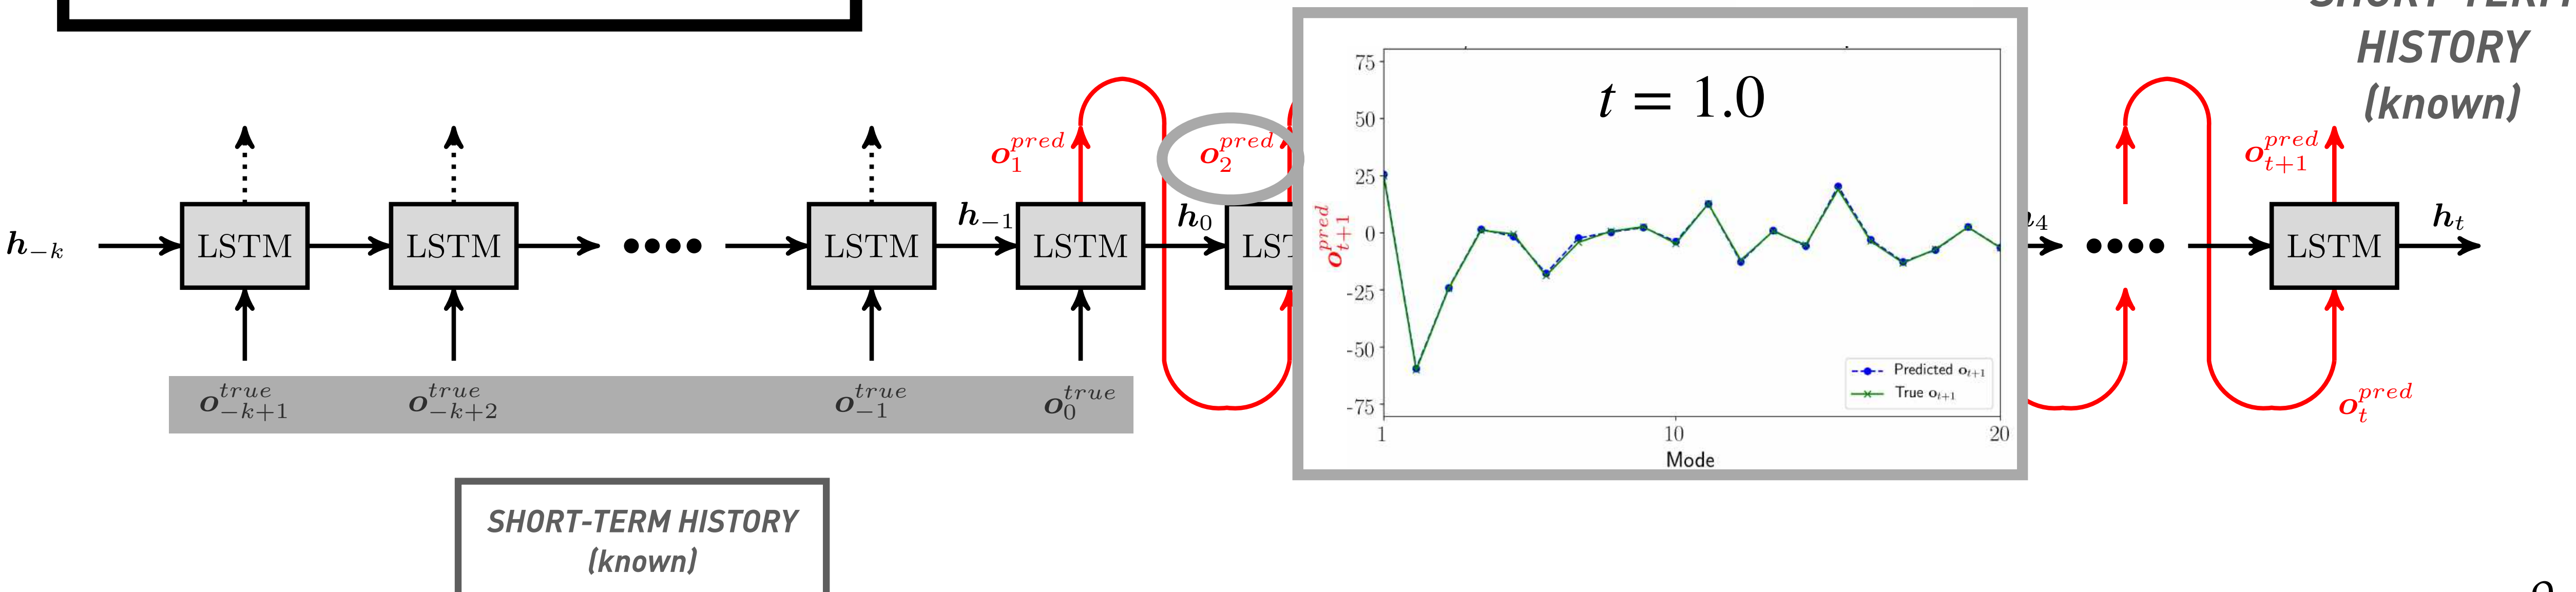 SHORT-TERM
HISTORY
(known)
h_{-k}
LSTM
LSTM
LSTM
h_{-1}
LSTM
h_0
LSTM
h_t
o_1^{pred}
o_2^{pred}
o_{t+1}^{pred}
o_t^{pred}
o_{-k+1}^{true}
o_{-k+2}^{true}
o_{-1}^{true}
o_0^{true}
t = 1.0
o_{t+1}^{pred}
75
50
25
0
-25
-50
-75
1
10
20
Mode
Predicted o_{t+1}
True o_{t+1}
SHORT-TERM HISTORY
(known)